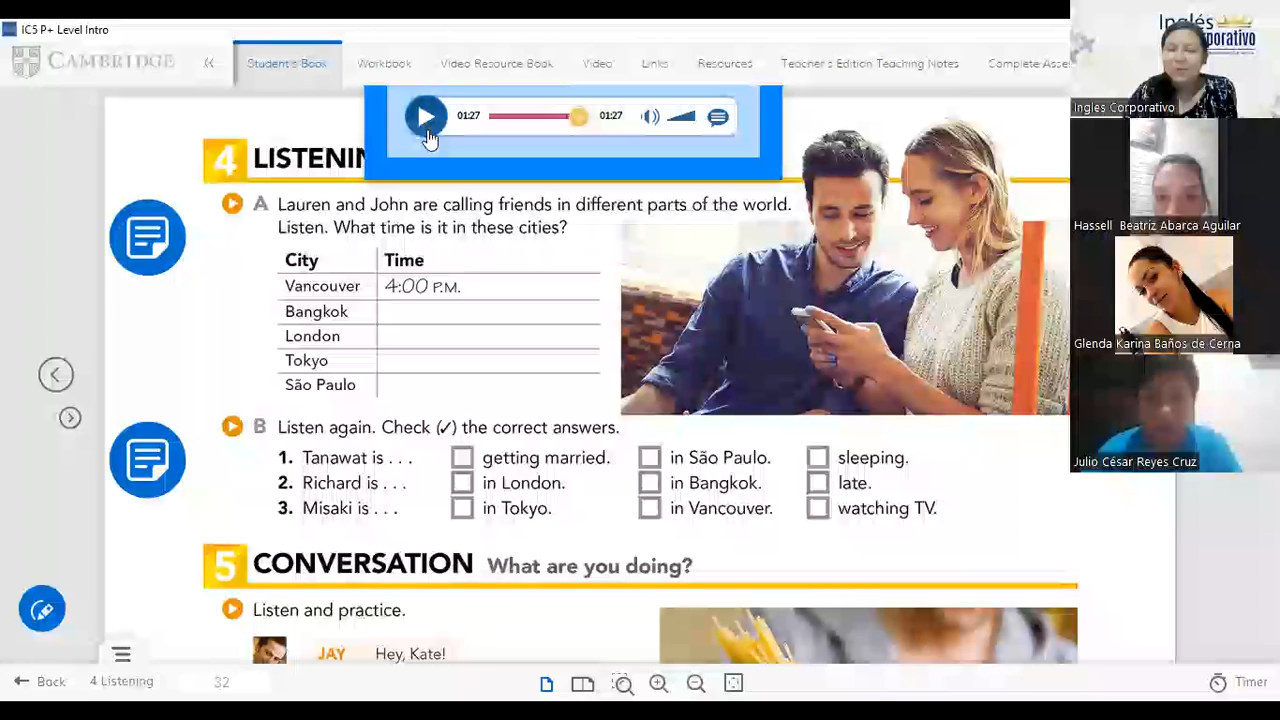 IC5 P+ Level Intro
CAMBRIDGE
Student's Book
Workbook
Video Resource Book
Video
Links
Resources
Teacher's Edition Teaching Notes
Complete Asse
Inglés
Corporativo
Ingles Corporativo
01:27
01:27
4 LISTENIN
A Lauren and John are calling friends in different parts of the world.
Listen. What time is it in these cities?
City Time
Vancouver 4:00 P.M.
Bangkok
London
Tokyo
São Paulo
B Listen again. Check (✓) the correct answers.
1. Tanawat is . . . getting married. in São Paulo. sleeping.
2. Richard is . . . in London. in Bangkok. late.
3. Misaki is . . . in Tokyo. in Vancouver. watching TV.
5 CONVERSATION What are you doing?
Listen and practice.
JAY Hey, Kate!
Back
4 Listening
32
Timer
Hassell Beatriz Abarca Aguilar
Glenda Karina Baños de Cerna
Julio César Reyes Cruz